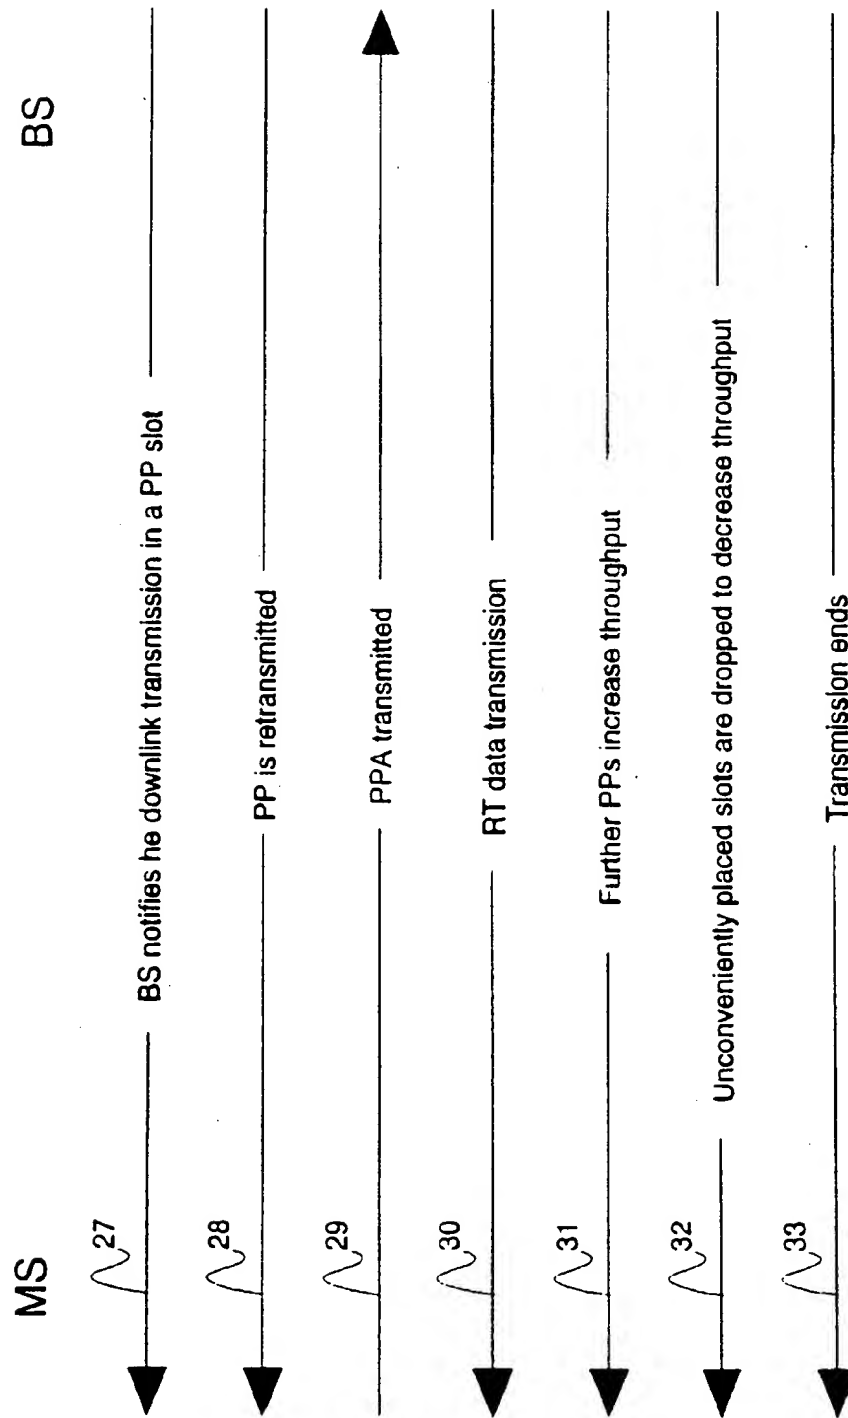 MS
BS
27
BS notifies he downlink transmission in a PP slot
28
PP is retransmitted
29
PPA transmitted
30
RT data transmission
31
Further PPs increase throughput
32
Unconveniently placed slots are dropped to decrease throughput
33
Transmission ends